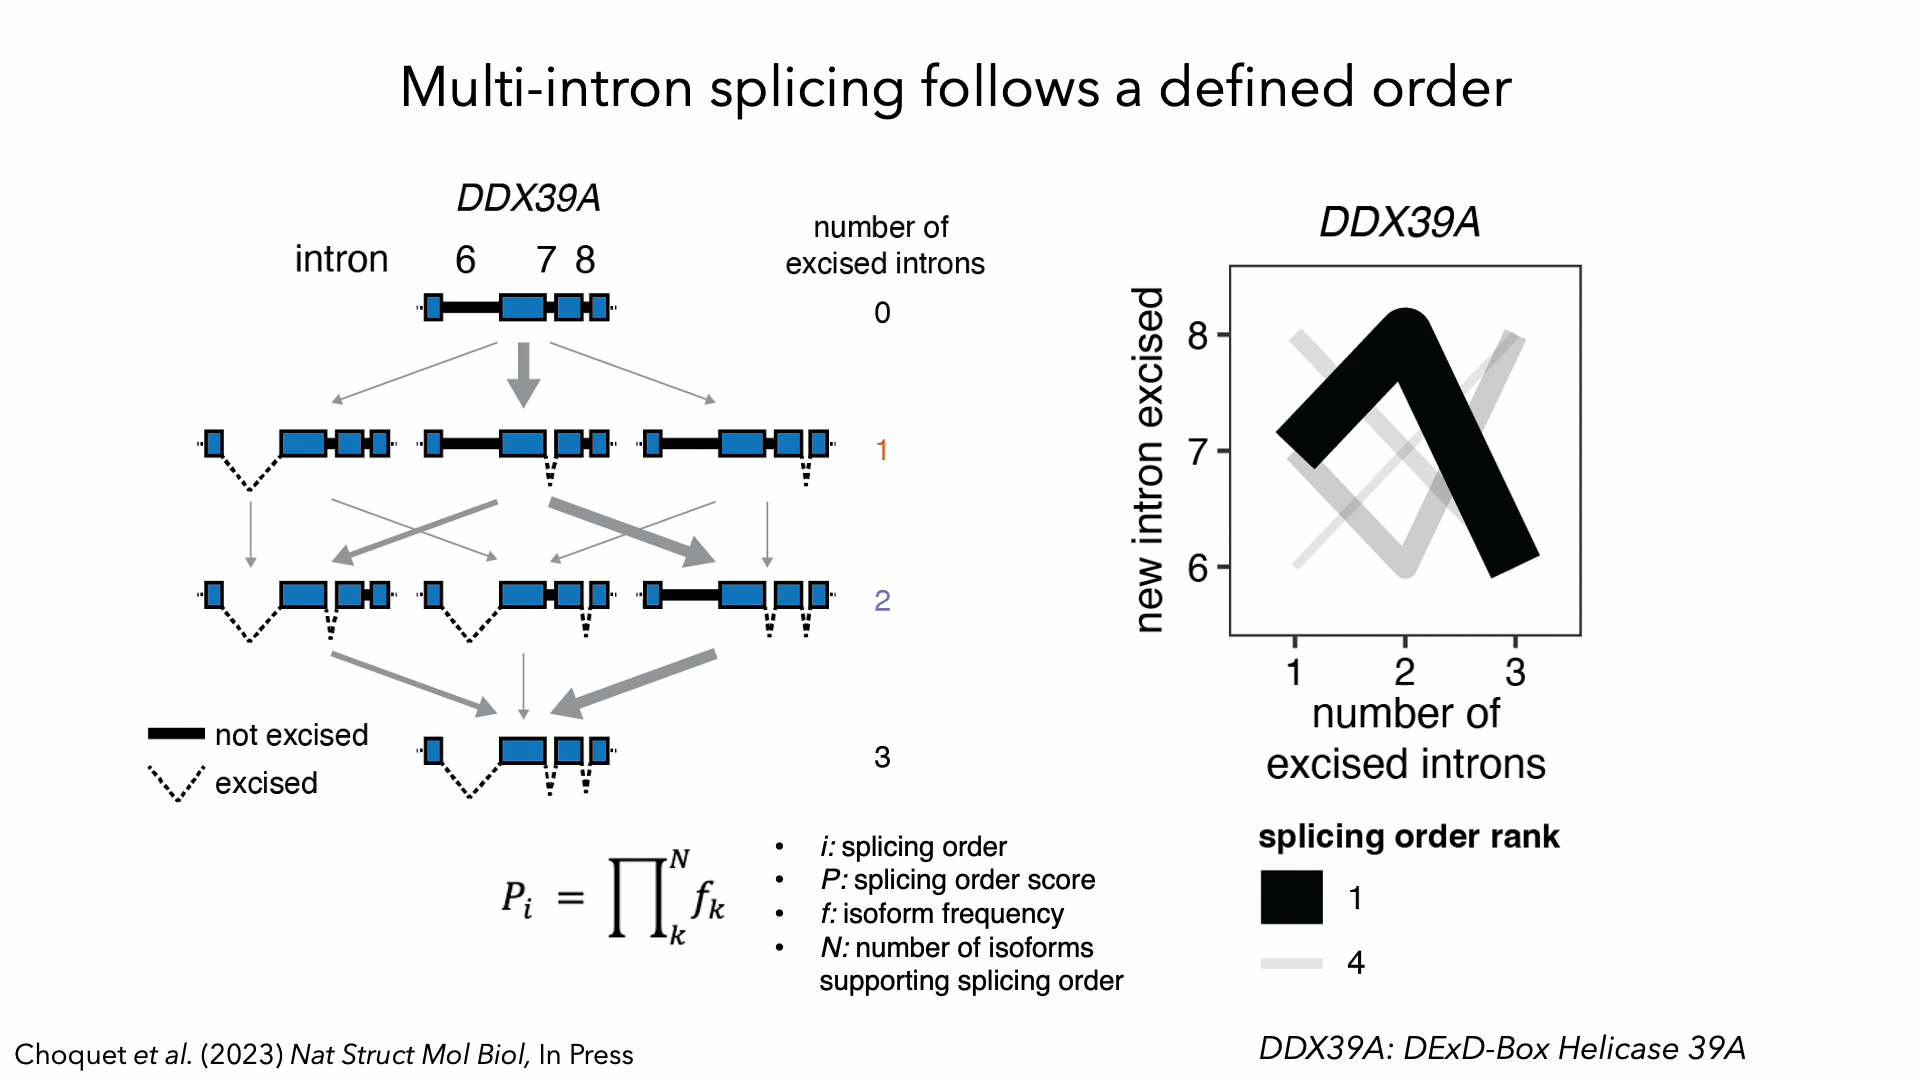 Multi-intron splicing follows a defined order
DDX39A
intron 6 7 8
number of
excised introns
0
1
2
3
not excised
excised
P_i = ∏_k^N f_k
• i: splicing order
• P: splicing order score
• f: isoform frequency
• N: number of isoforms
supporting splicing order
DDX39A
new intron excised
8
7
6
1 2 3
number of
excised introns
splicing order rank
1
4
Choquet et al. (2023) Nat Struct Mol Biol, In Press
DDX39A: DExD-Box Helicase 39A